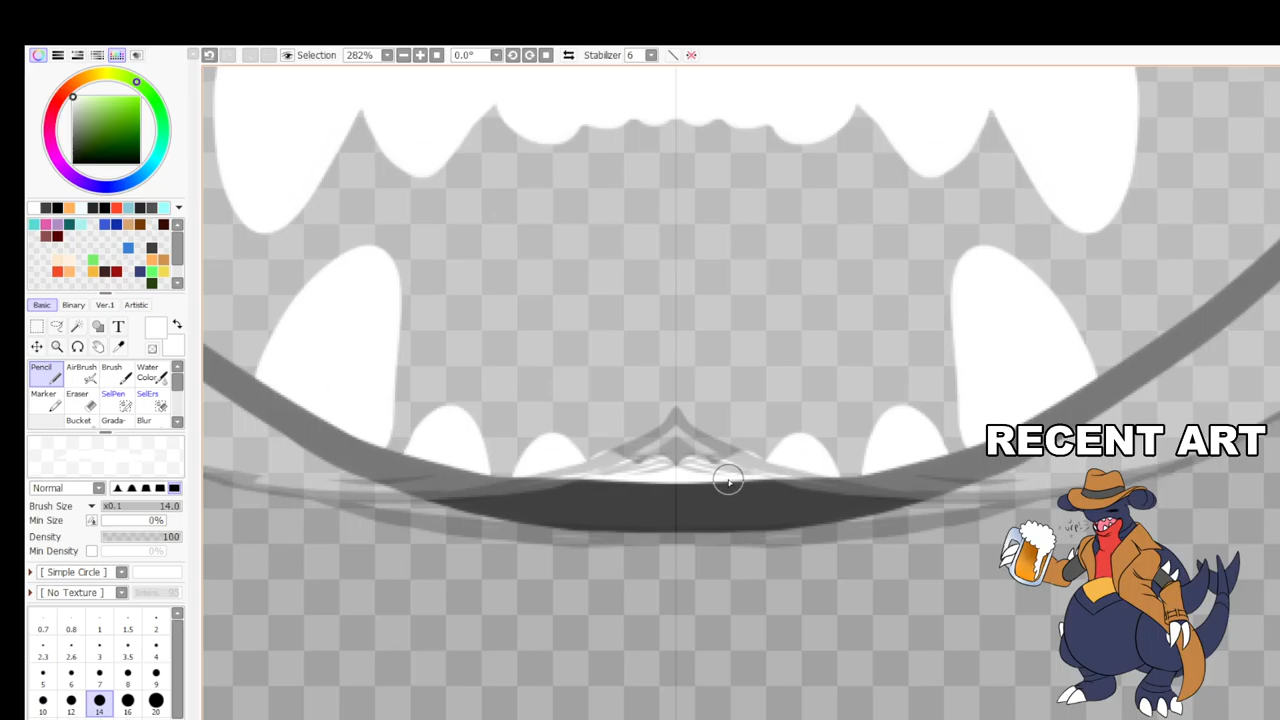 Selection 282% 0.0° Stabilizer 6
Basic Binary Ver.1 Artistic
T
Pencil AirBrush Brush Water Color
Marker Eraser SelPen SelErs
Bucket Grada- Blur
Normal
Brush Size x0.1 14.0
Min Size 0%
Density 100
Min Density 0%
[ Simple Circle ]
[ No Texture ] 95
0.7 0.8 1 1.5 2
2.3 2.6 3 3.5 4
5 6 7 8 9
10 12 14 16 20
RECENT ART